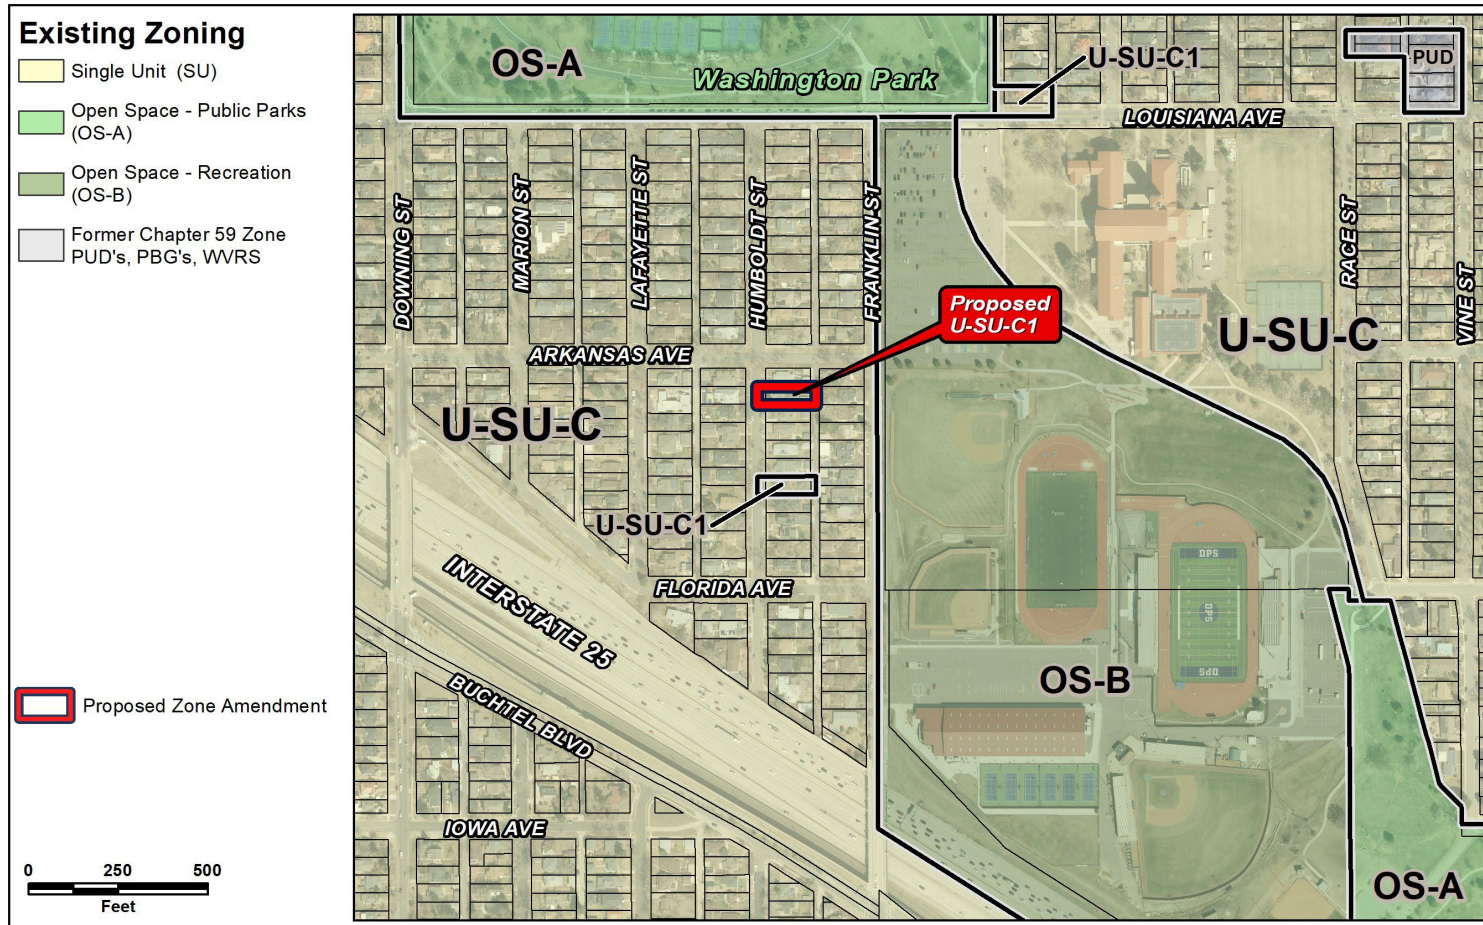 Existing Zoning
Single Unit (SU)
Open Space - Public Parks
(OS-A)
Open Space - Recreation
(OS-B)
Former Chapter 59 Zone
PUD's, PBG's, WVRS
Proposed Zone Amendment
0 250 500
Feet
OS-A
Washington Park
U-SU-C1
PUD
LOUISIANA AVE
DOWNING ST
MARION ST
LAFAYETTE ST
HUMBOLDT ST
FRANKLIN ST
RACE ST
VINE ST
Proposed
U-SU-C1
U-SU-C
ARKANSAS AVE
U-SU-C
U-SU-C1
INTERSTATE 25
FLORIDA AVE
DPS
DPS
DPS
OS-B
BUCHTEL BLVD
IOWA AVE
OS-A